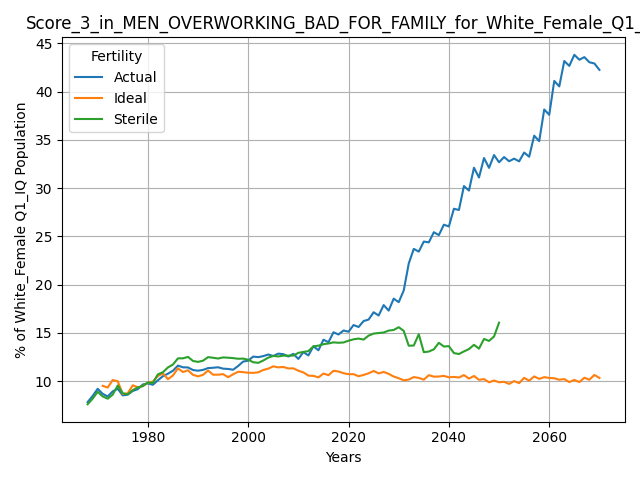 Score_3_in_MEN_OVERWORKING_BAD_FOR_FAMILY_for_White_Female_Q1_
Fertility
Actual
Ideal
Sterile
% of White_Female Q1_IQ Population
45
40
35
30
25
20
15
10
1980
2000
2020
2040
2060
Years